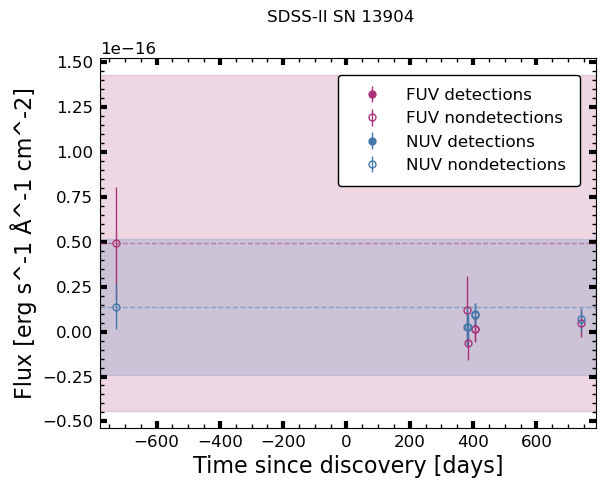 SDSS-II SN 13904
1e−16
1.50
1.25
1.00
0.75
0.50
0.25
0.00
−0.25
−0.50
Flux [erg s^-1 Å^-1 cm^-2]
FUV detections
FUV nondetections
NUV detections
NUV nondetections
−600 −400 −200 0 200 400 600
Time since discovery [days]